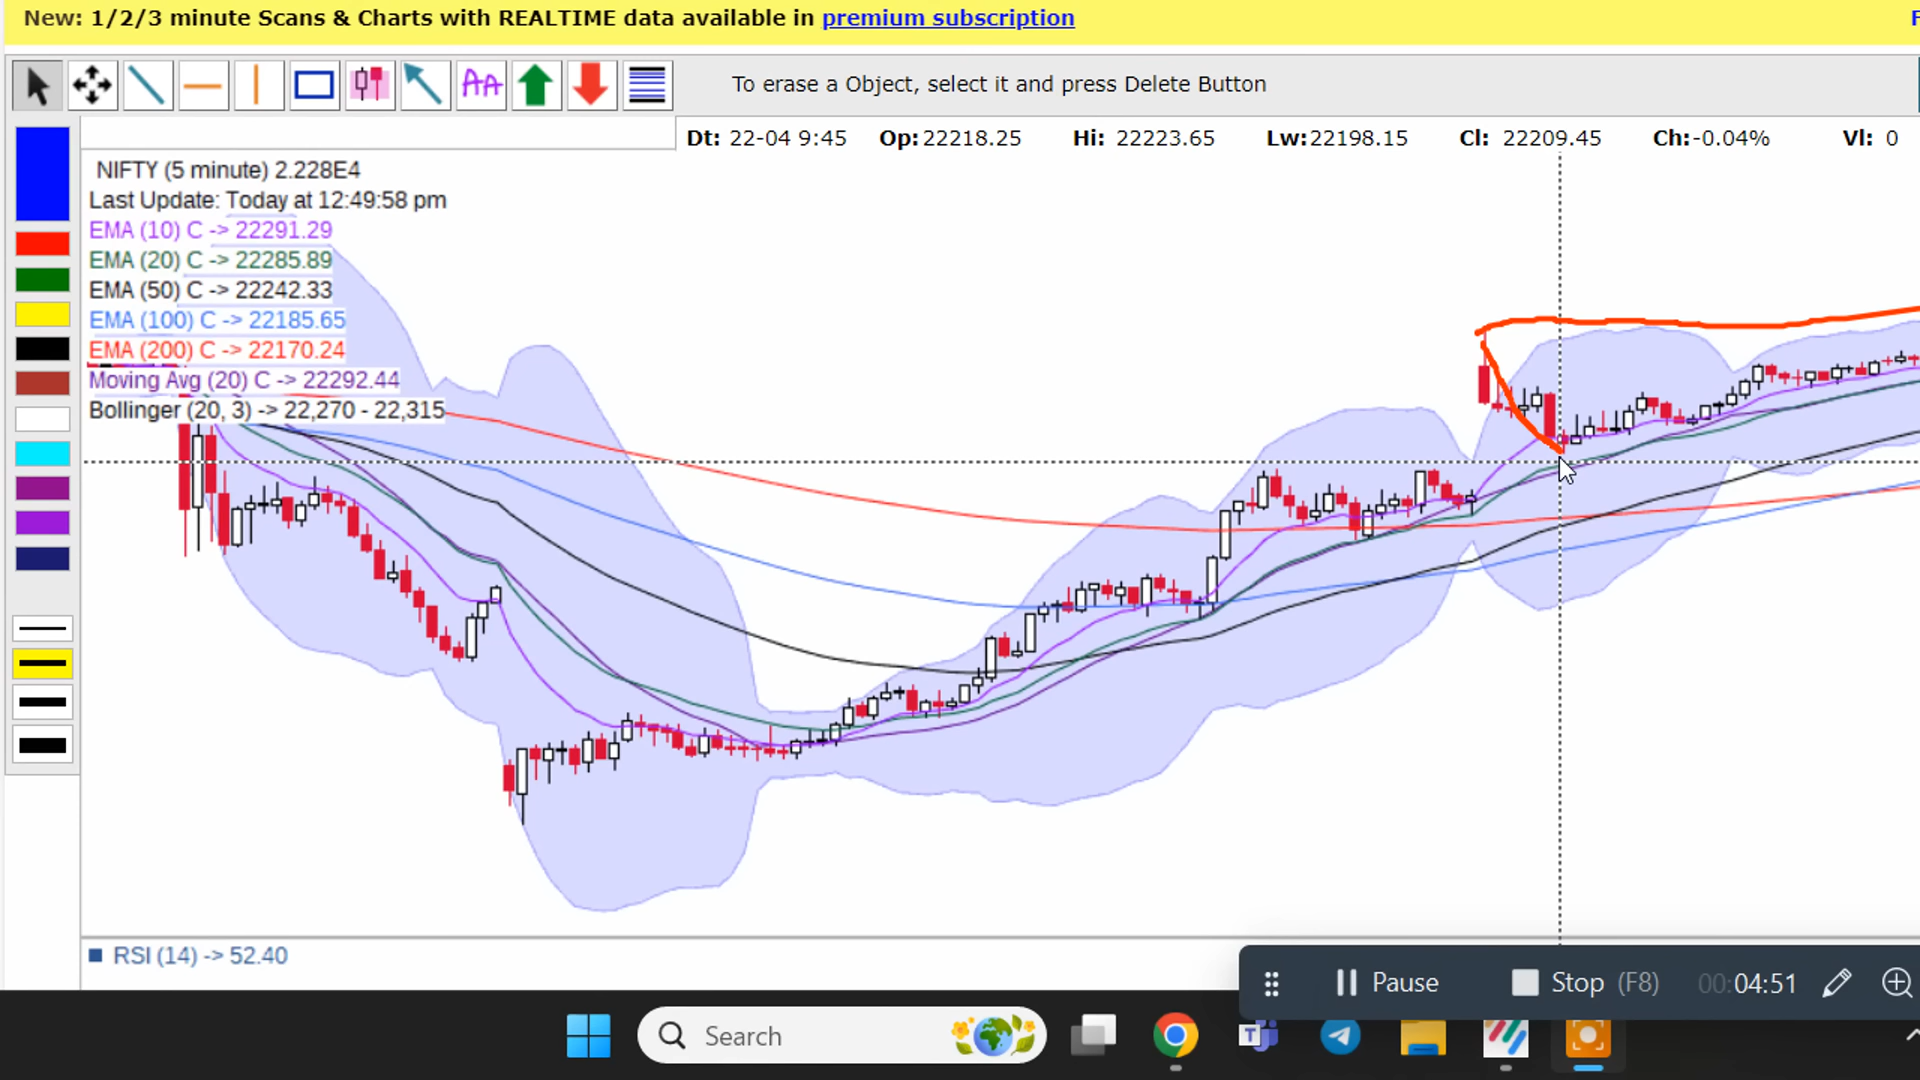 New: 1/2/3 minute Scans & Charts with REALTIME data available in premium subscription
F
AA
To erase a Object, select it and press Delete Button
Dt: 22-04 9:45 Op:22218.25 Hi: 22223.65 Lw:22198.15 Cl: 22209.45 Ch:-0.04% Vl: 0
NIFTY (5 minute) 2.228E4
Last Update: Today at 12:49:58 pm
EMA (10) C -> 22291.29
EMA (20) C -> 22285.89
EMA (50) C -> 22242.33
EMA (100) C -> 22185.65
EMA (200) C -> 22170.24
Moving Avg (20) C -> 22292.44
Bollinger (20, 3) -> 22,270 - 22,315
RSI (14) -> 52.40
Pause Stop (F8) 00:04:51
Search
T